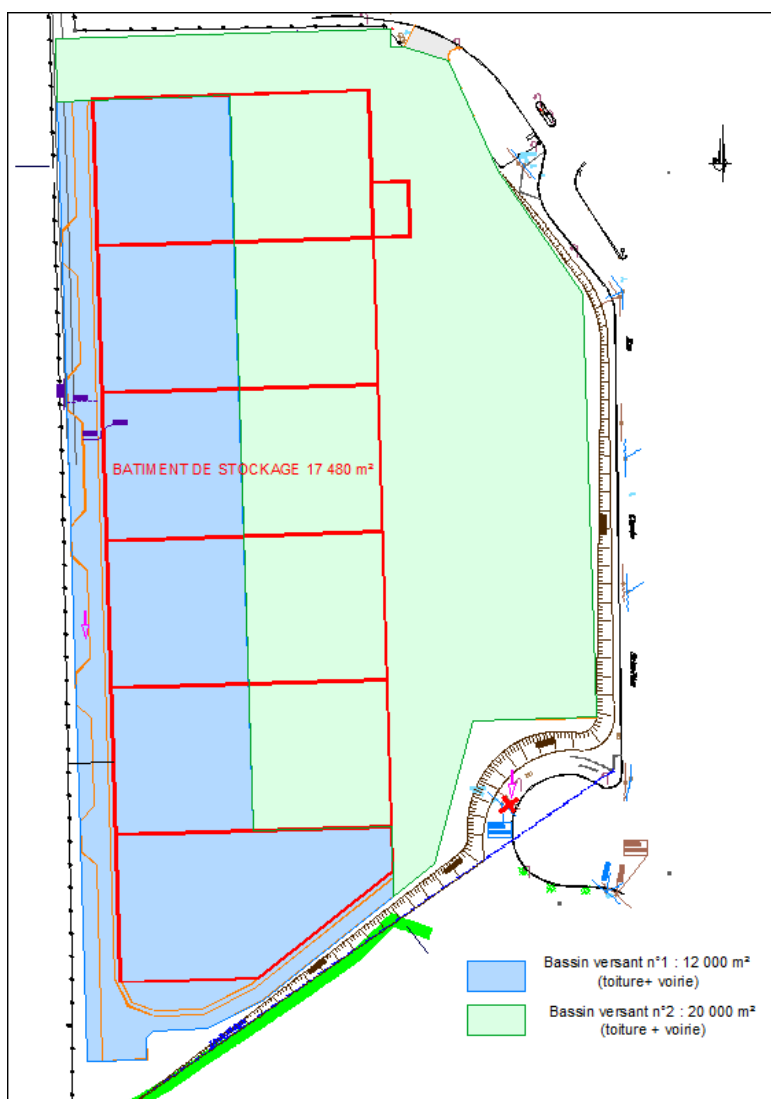 BATIMENT DE STOCKAGE 17 480 m²
Bassin versant n°1 : 12 000 m²
(toiture+ voirie)
Bassin versant n°2 : 20 000 m²
(toiture + voirie)